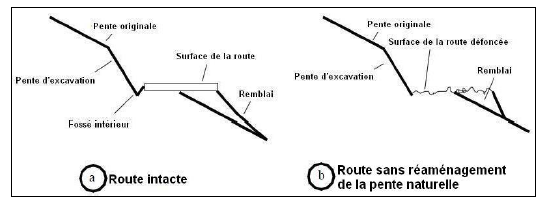 Pente originale
Surface de la route
Pente d'excavation
Remblai
Fossé intérieur
a Route intacte
Pente originale
Surface de la route défoncée
Pente d'excavation
Remblai
b Route sans réaménagement
de la pente naturelle